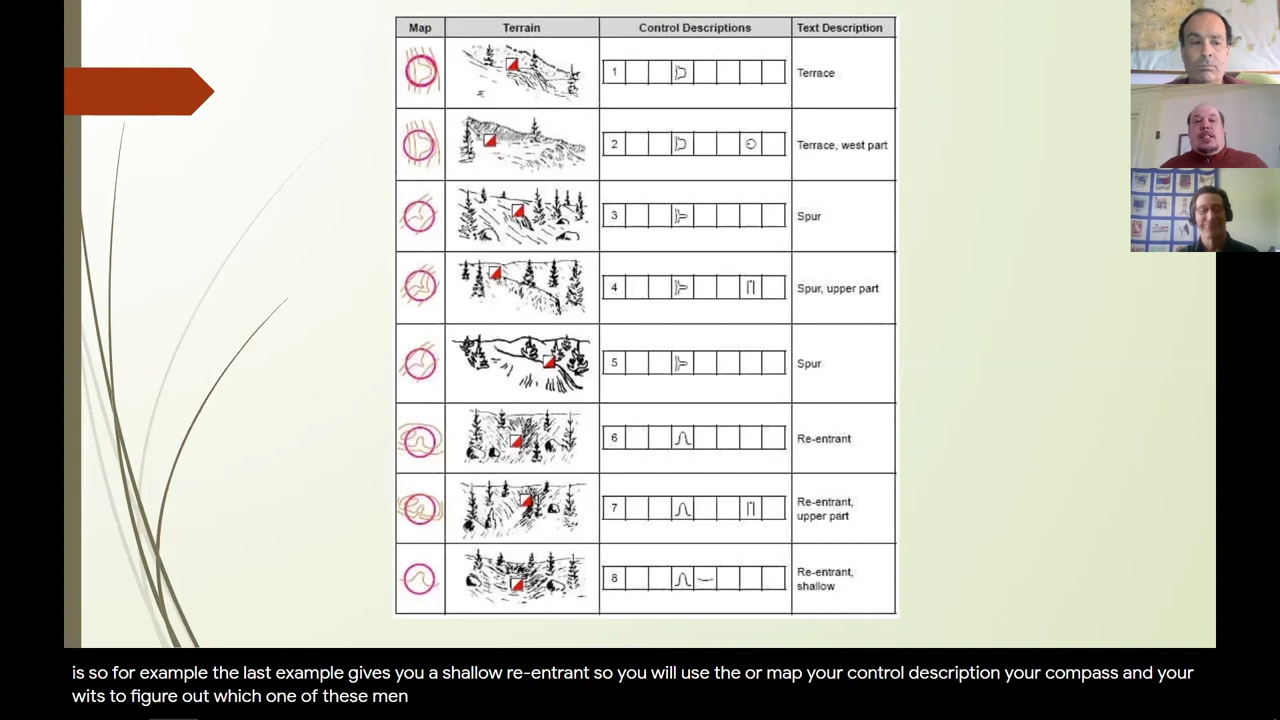 Map Terrain Control Descriptions Text Description
1 Terrace
2 Terrace, west part
3 Spur
4 Spur, upper part
5 Spur
6 Re-entrant
7 Re-entrant,
upper part
8 Re-entrant,
shallow
is so for example the last example gives you a shallow re-entrant so you will use the or map your control description your compass and your
wits to figure out which one of these men